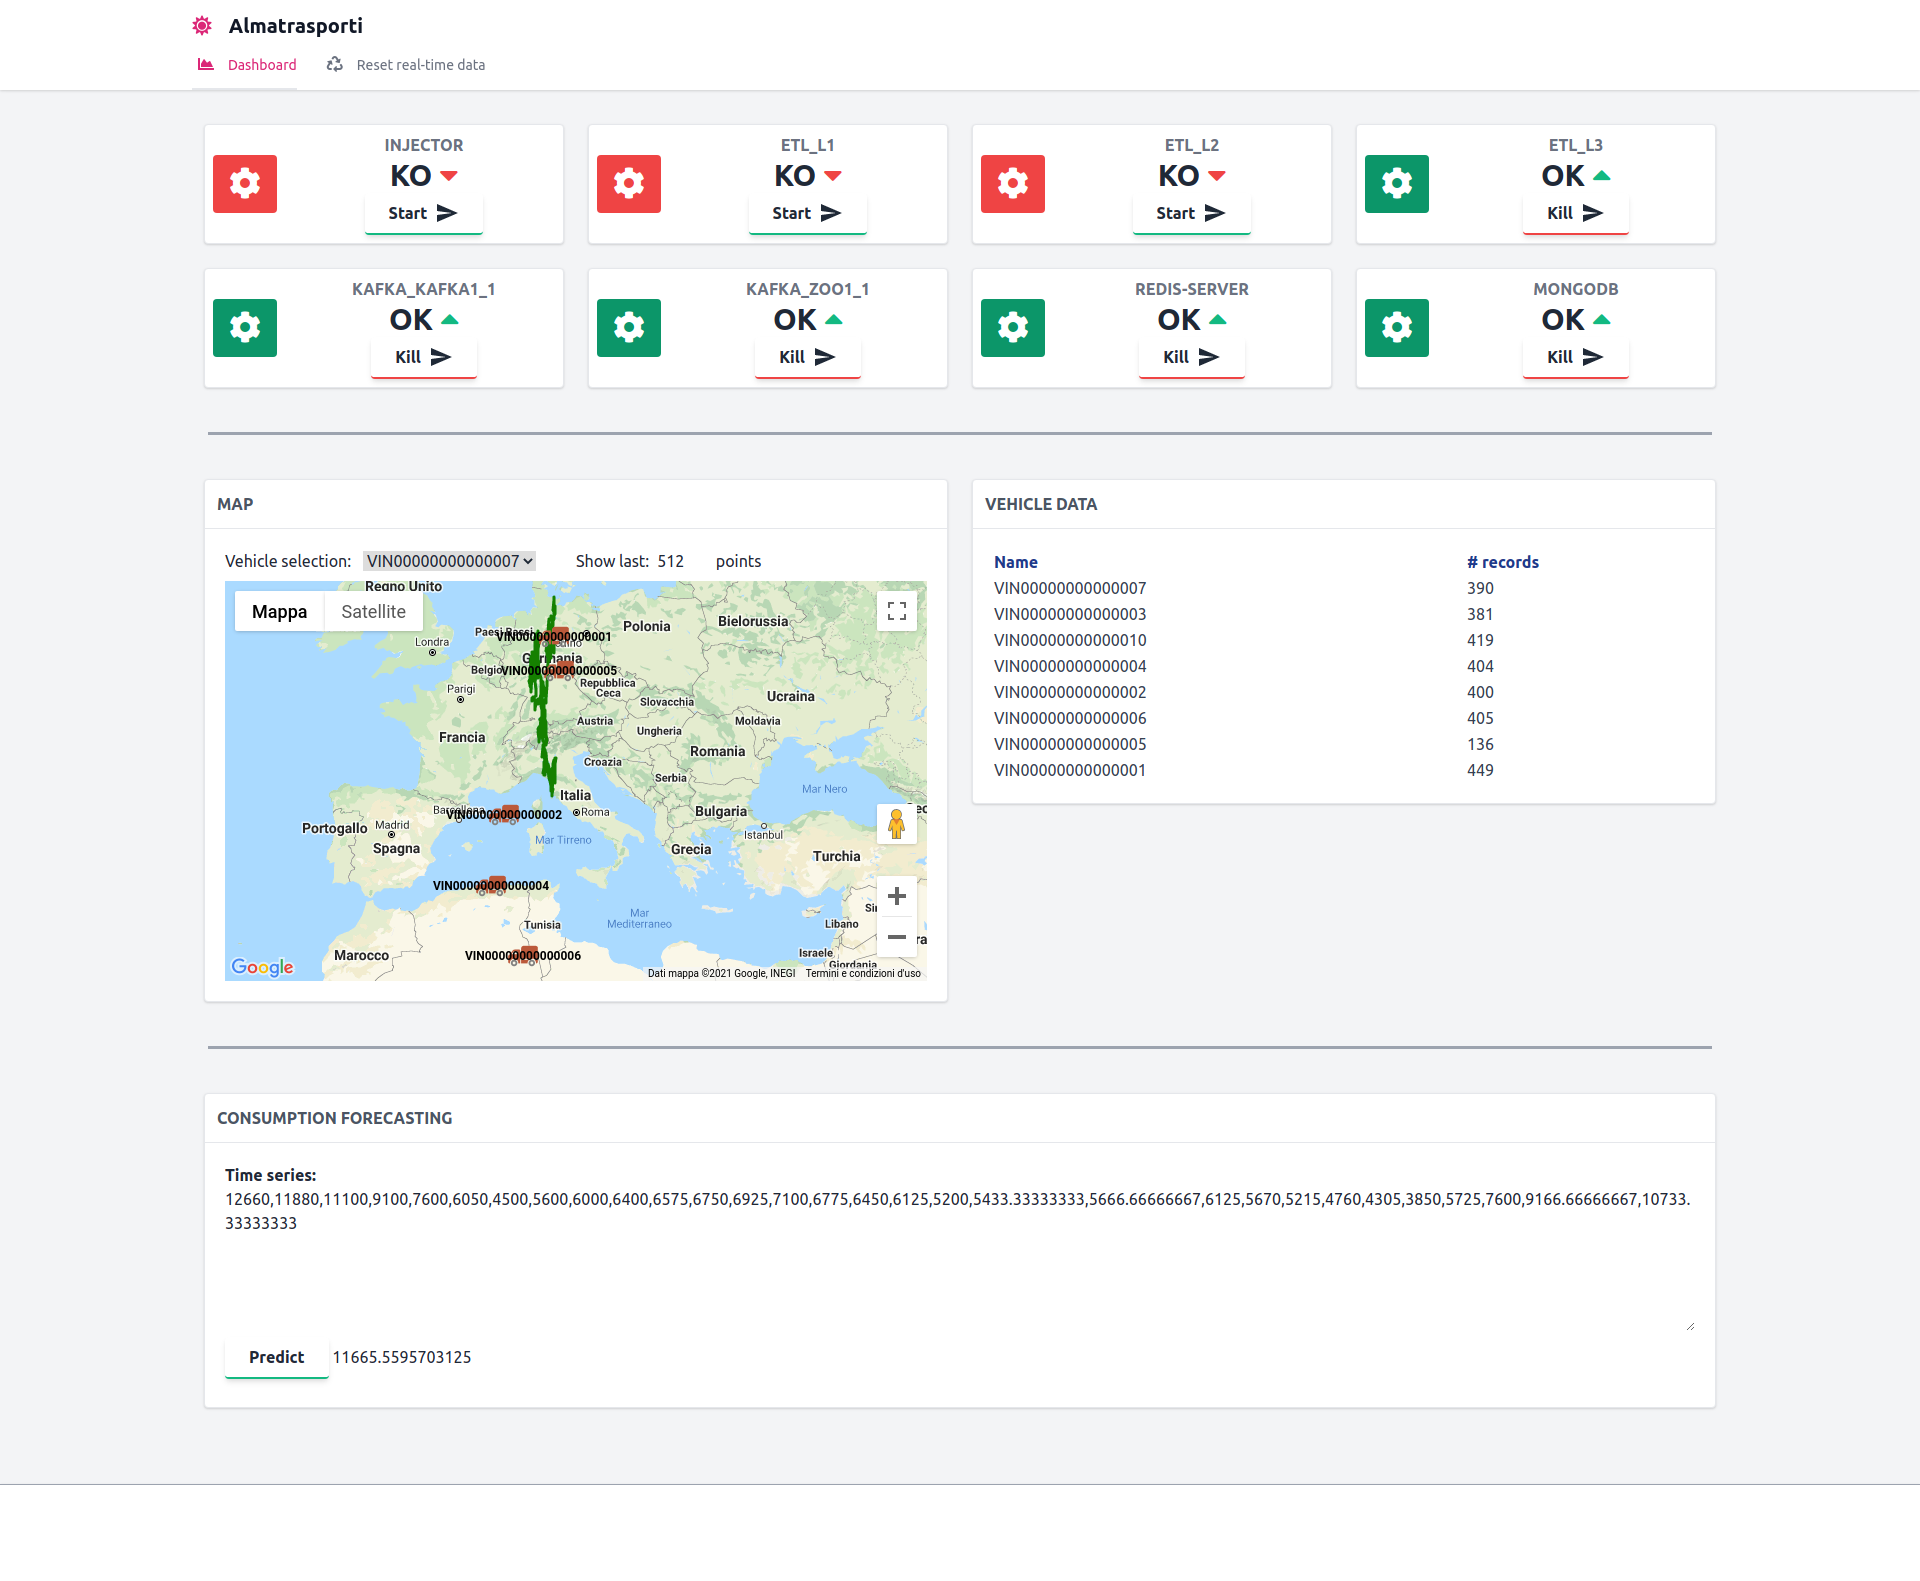 Almatrasporti
Dashboard
Reset real-time data
INJECTOR
KO
Start
ETL_L1
KO
Start
ETL_L2
KO
Start
ETL_L3
OK
Kill
KAFKA_KAFKA1_1
OK
Kill
KAFKA_ZOO1_1
OK
Kill
REDIS-SERVER
OK
Kill
MONGODB
OK
Kill
MAP
Vehicle selection: VIN00000000000007 Show last: 512 points
Regno Unito
Mappa
Satellite
Londra
Paesi Bassi
VIN00000000000001
Polonia
Bielorussia
Germania
Belgio
VIN00000000000005
Parigi
Repubblica
Ceca
Slovacchia
Ucraina
Francia
Austria
Moldavia
Ungheria
Romania
Croazia
Serbia
Mar Nero
Italia
Barcellona
VIN00000000000002
Roma
Bulgaria
Portogallo
Madrid
Spagna
Mar Tirreno
Istanbul
Grecia
Turchia
VIN00000000000004
Mar
Mediterraneo
Tunisia
Libano
Marocco
VIN00000000000006
Israele
Giordania
Google
Dati mappa ©2021 Google, INEGI
Termini e condizioni d'uso
VEHICLE DATA
Name # records
VIN00000000000007 390
VIN00000000000003 381
VIN00000000000010 419
VIN00000000000004 404
VIN00000000000002 400
VIN00000000000006 405
VIN00000000000005 136
VIN00000000000001 449
CONSUMPTION FORECASTING
Time series:
12660,11880,11100,9100,7600,6050,4500,5600,6000,6400,6575,6750,6925,7100,6775,6450,6125,5200,5433.33333333,5666.66666667,6125,5670,5215,4760,4305,3850,5725,7600,9166.66666667,10733.
33333333
Predict 11665.5595703125